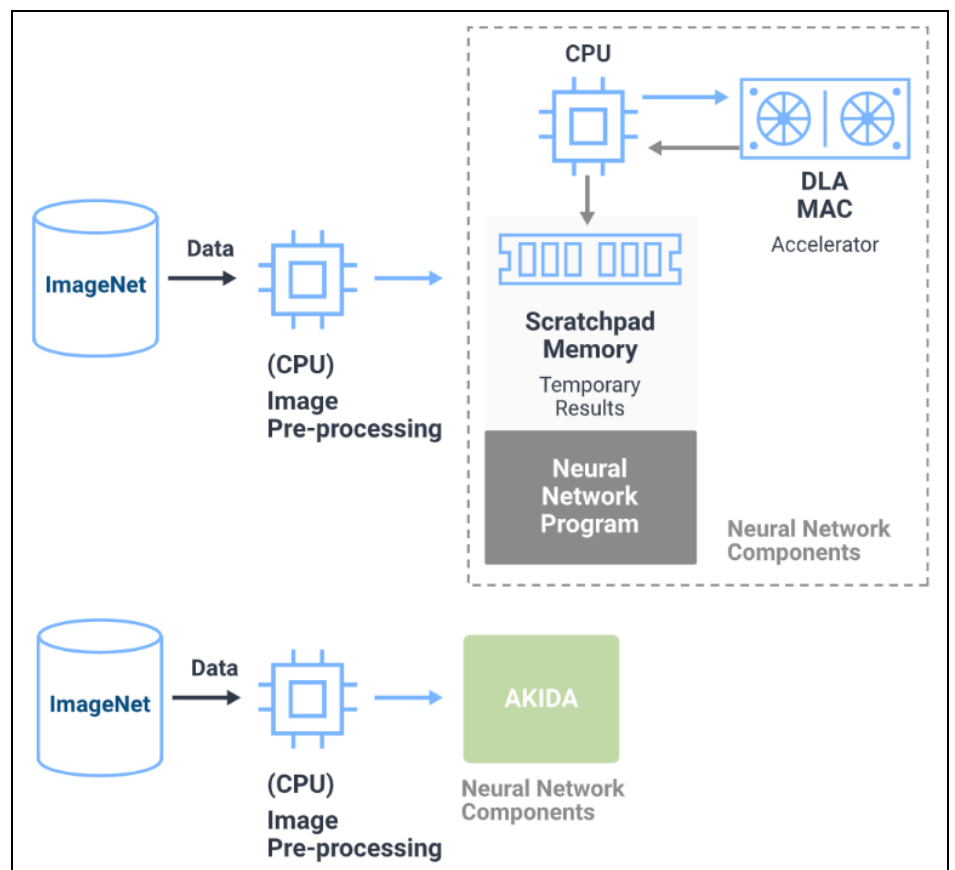 CPU
DLA
MAC
Accelerator
Data
ImageNet
(CPU)
Image
Pre-processing
Scratchpad
Memory
Temporary
Results
Neural
Network
Program
Neural Network
Components
Data
ImageNet
(CPU)
Image
Pre-processing
AKIDA
Neural Network
Components